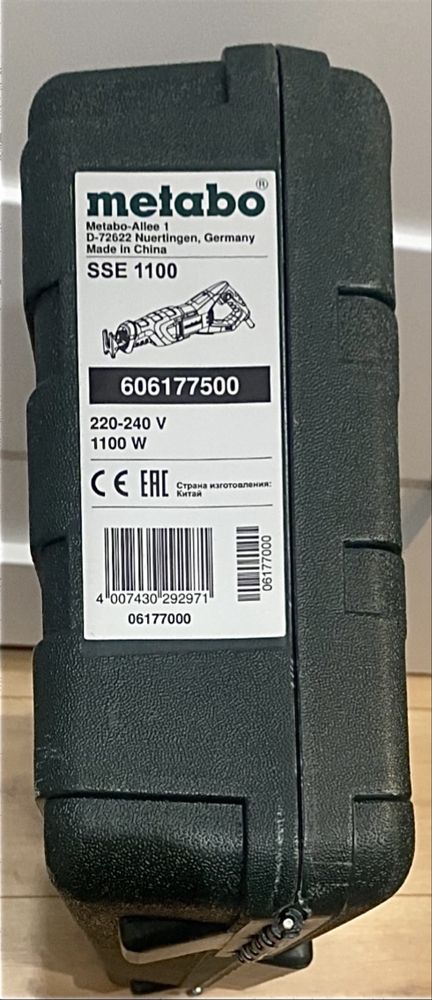 metabo®
Metabo-Allee 1
D-72622 Nuertingen, Germany
Made in China
SSE 1100
606177500
220-240 V
1100 W
CE EAC Страна изготовления:
Китай
4 007430 292971
06177000
06177000